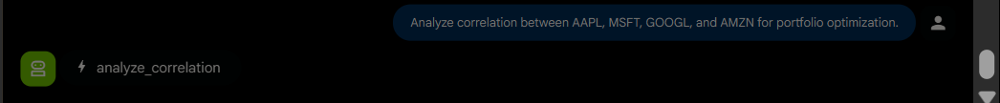 Analyze correlation between AAPL, MSFT, GOOGL, and AMZN for portfolio optimization.
analyze_correlation